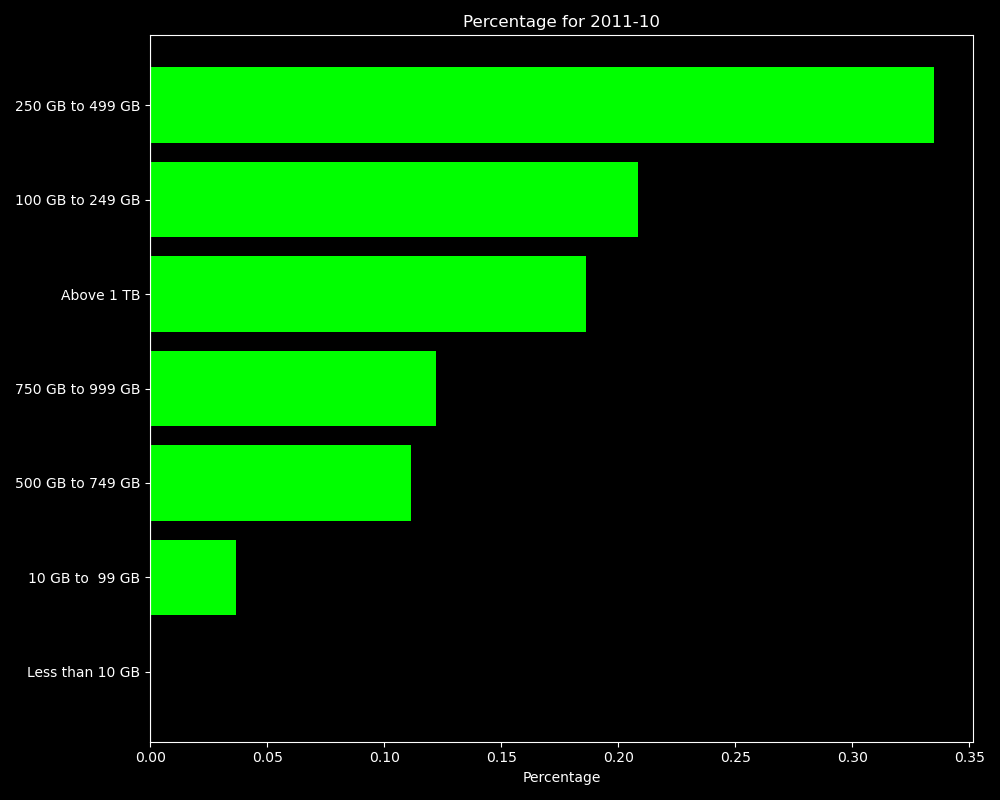 Percentage for 2011-10
250 GB to 499 GB
100 GB to 249 GB
Above 1 TB
750 GB to 999 GB
500 GB to 749 GB
10 GB to  99 GB
Less than 10 GB
0.00 0.05 0.10 0.15 0.20 0.25 0.30 0.35
Percentage